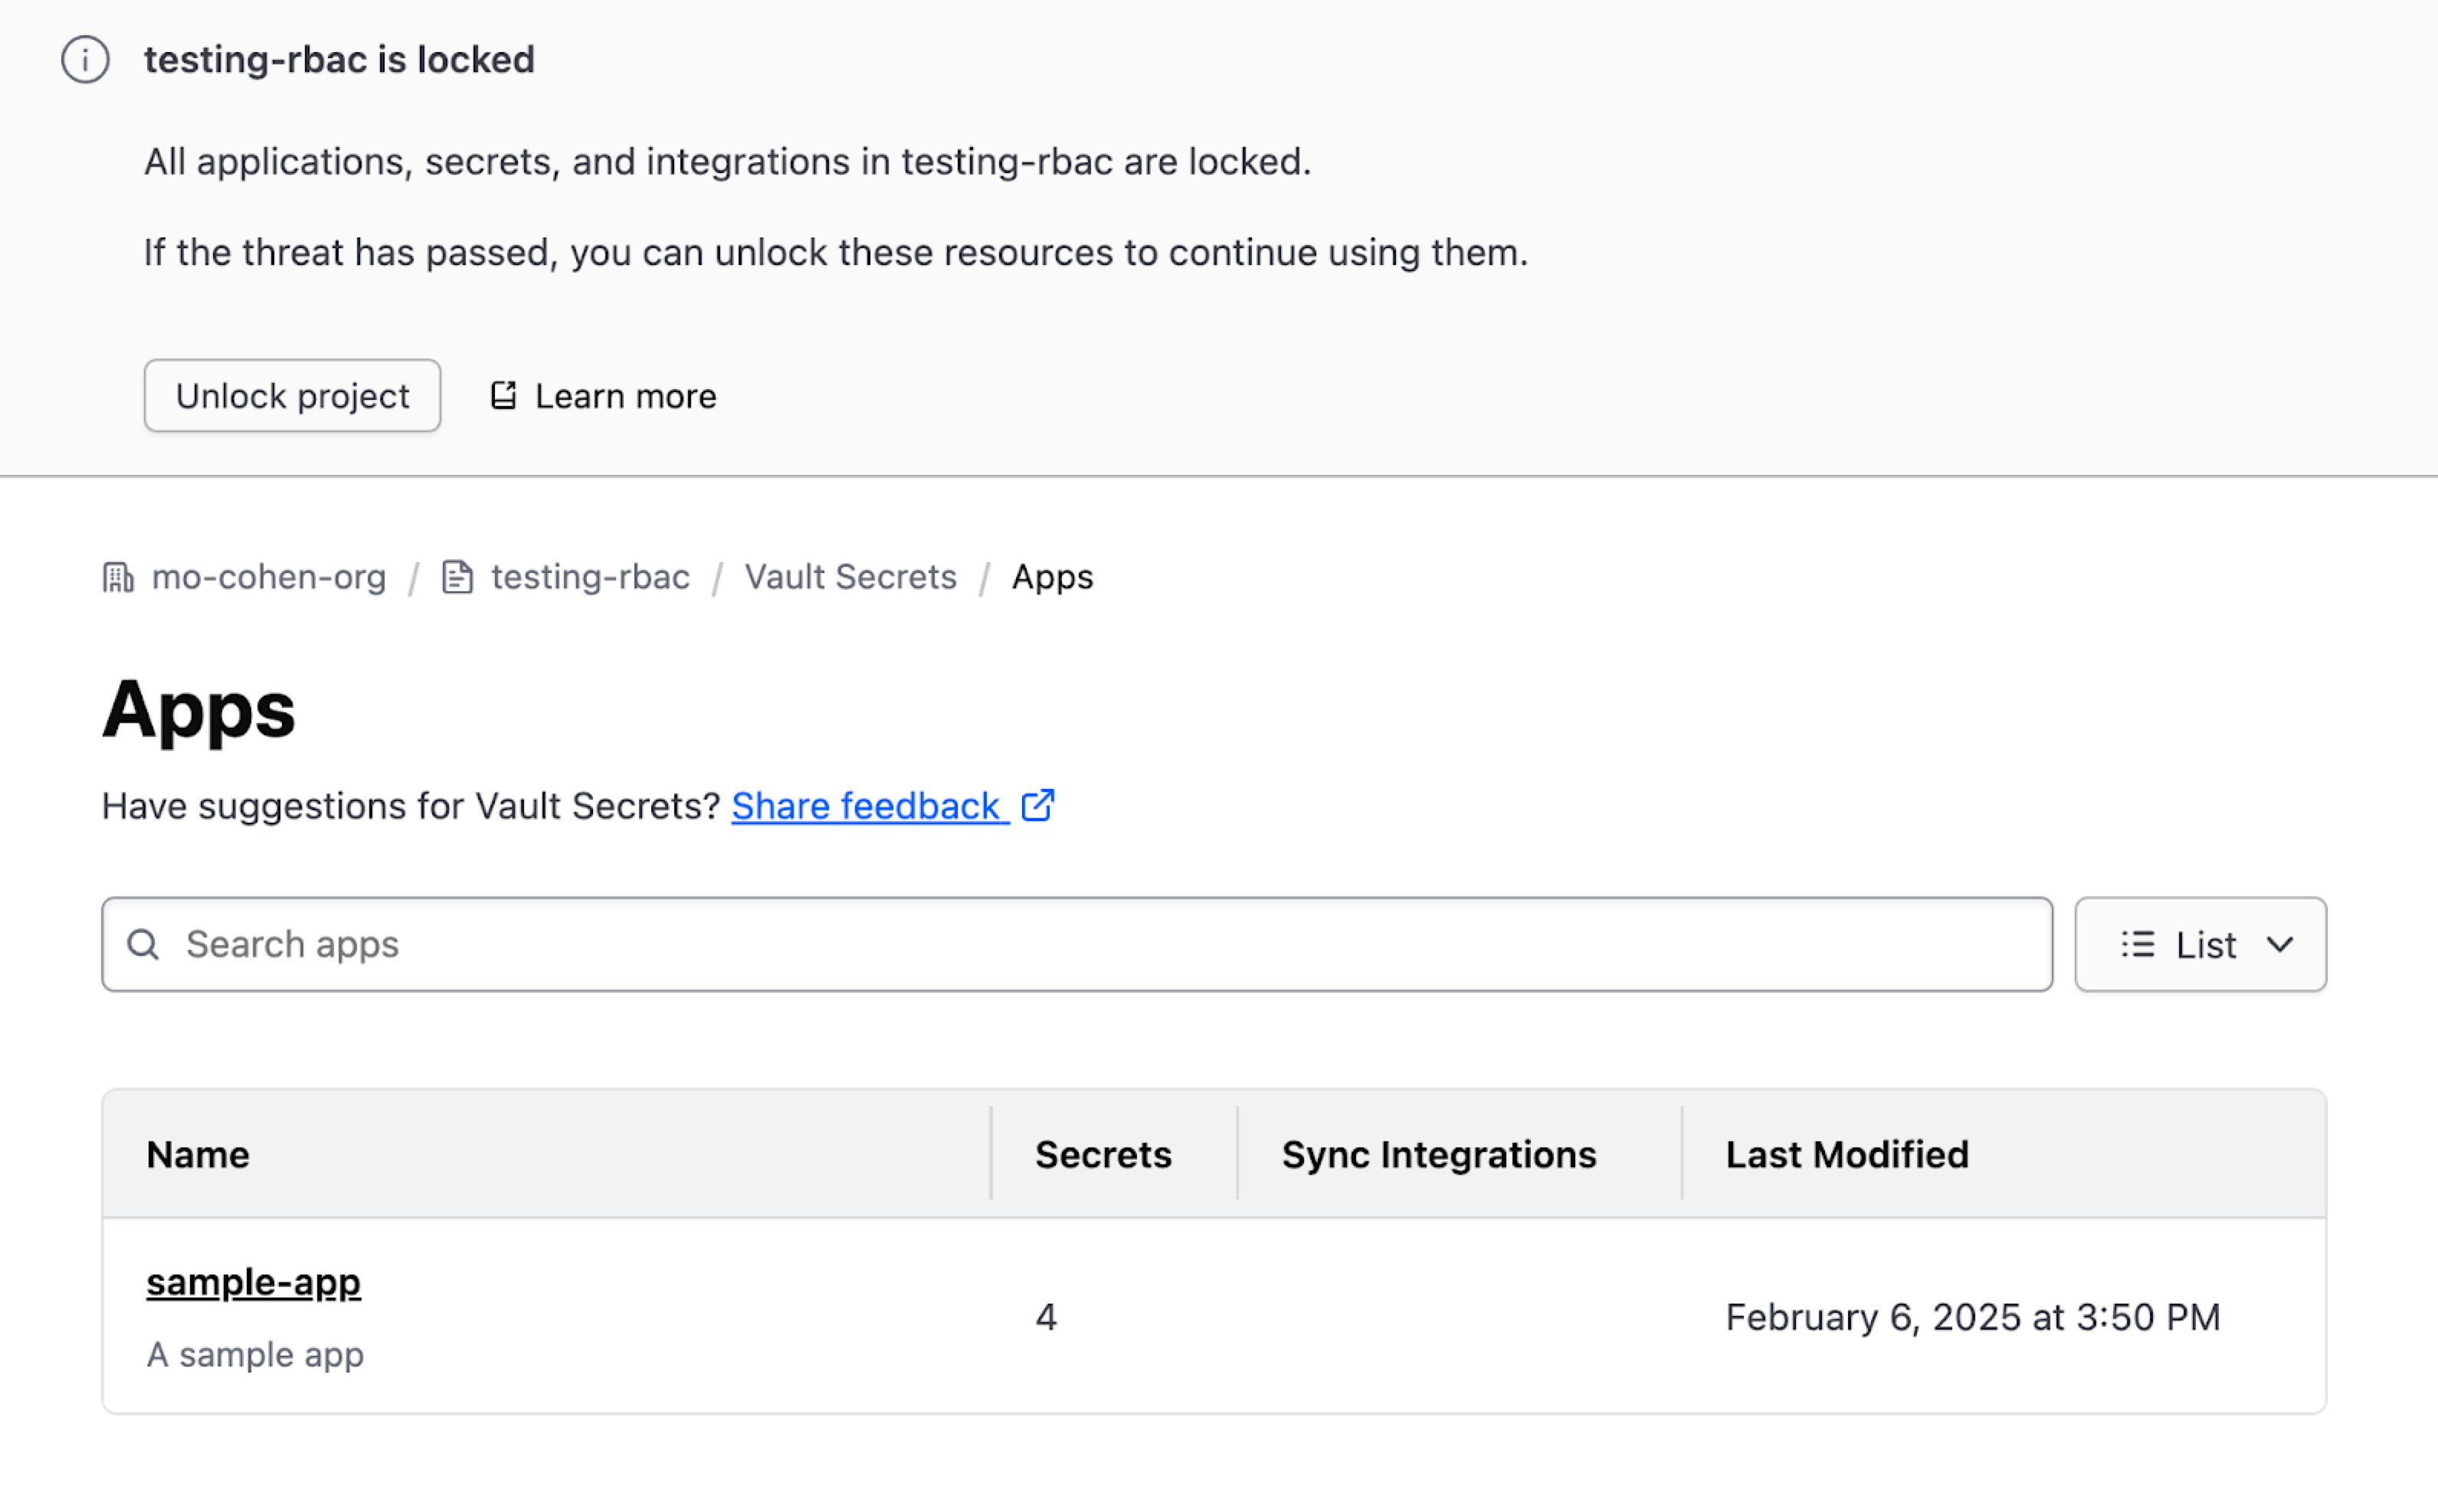 testing-rbac is locked
All applications, secrets, and integrations in testing-rbac are locked.
If the threat has passed, you can unlock these resources to continue using them.
Unlock project Learn more
mo-cohen-org / testing-rbac / Vault Secrets / Apps
Apps
Have suggestions for Vault Secrets? Share feedback
Search apps List
Name Secrets Sync Integrations Last Modified
sample-app
4 February 6, 2025 at 3:50 PM
A sample app